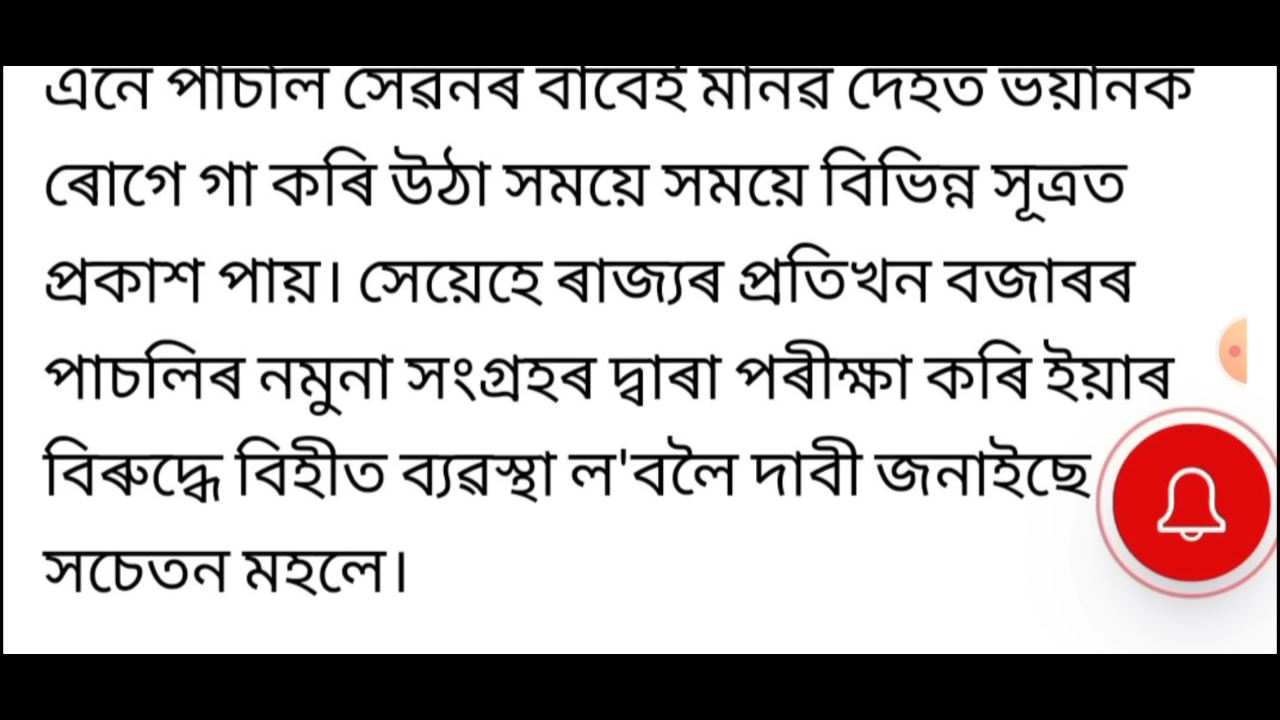 এনে পাচলি সেৱনৰ বাবেই মানৱ দেহত ভয়ানক
ৰোগে গা কৰি উঠা সময়ে সময়ে বিভিন্ন সূত্ৰত
প্ৰকাশ পায়। সেয়েহে ৰাজ্যৰ প্ৰতিখন বজাৰৰ
পাচলিৰ নমুনা সংগ্ৰহৰ দ্বাৰা পৰীক্ষা কৰি ইয়াৰ
বিৰুদ্ধে বিহীত ব্যৱস্থা ল'বলৈ দাবী জনাইছে
সচেতন মহলে।